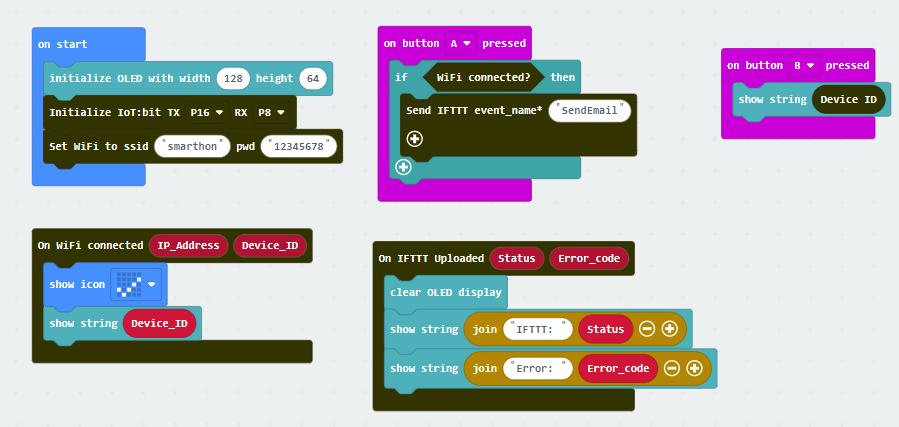 on start
initialize OLED with width 128 height 64
Initialize IoT:bit TX P16 RX P8
Set WiFi to ssid "smarthon" pwd "12345678"
on button A pressed
if WiFi connected? then
Send IFTTT event_name* "SendEmail"
on button B pressed
show string Device ID
On WiFi connected IP_Address Device_ID
show icon
show string Device_ID
On IFTTT Uploaded Status Error_code
clear OLED display
show string join "IFTTT: " Status
show string join "Error: " Error_code